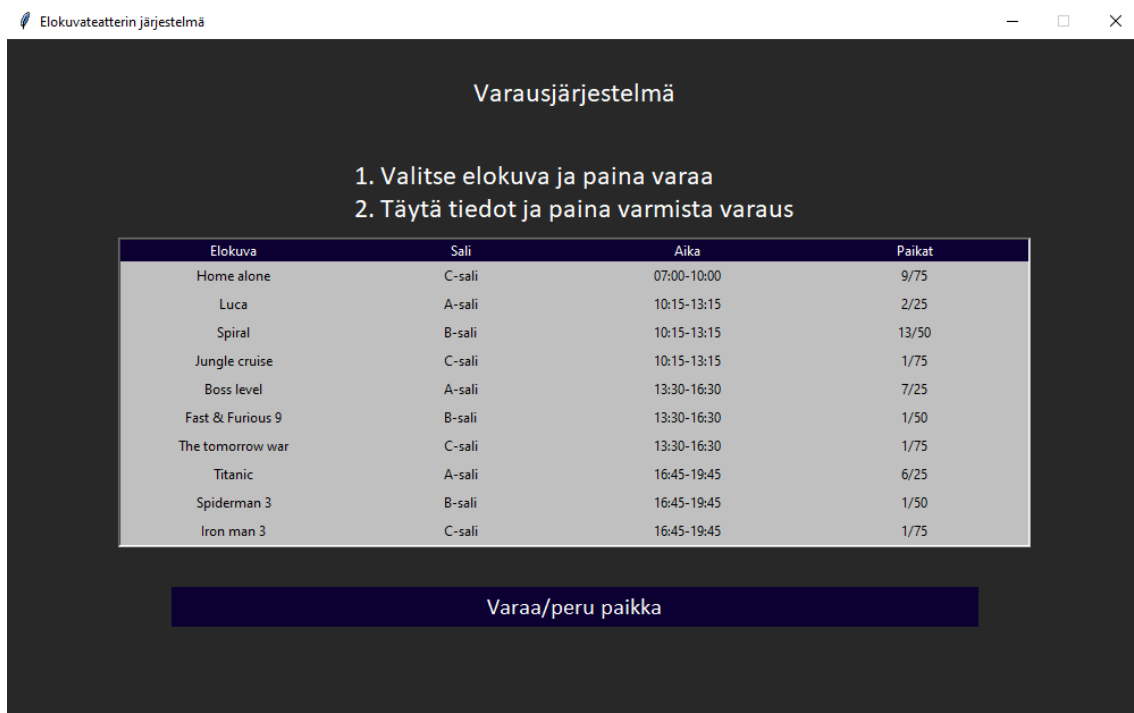 Elokuvateatterin järjestelmä
Varausjärjestelmä
1. Valitse elokuva ja paina varaa
2. Täytä tiedot ja paina varmista varaus
Elokuva Sali Aika Paikat
Home alone C-sali 07:00-10:00 9/75
Luca A-sali 10:15-13:15 2/25
Spiral B-sali 10:15-13:15 13/50
Jungle cruise C-sali 10:15-13:15 1/75
Boss level A-sali 13:30-16:30 7/25
Fast & Furious 9 B-sali 13:30-16:30 1/50
The tomorrow war C-sali 13:30-16:30 1/75
Titanic A-sali 16:45-19:45 6/25
Spiderman 3 B-sali 16:45-19:45 1/50
Iron man 3 C-sali 16:45-19:45 1/75
Varaa/peru paikka